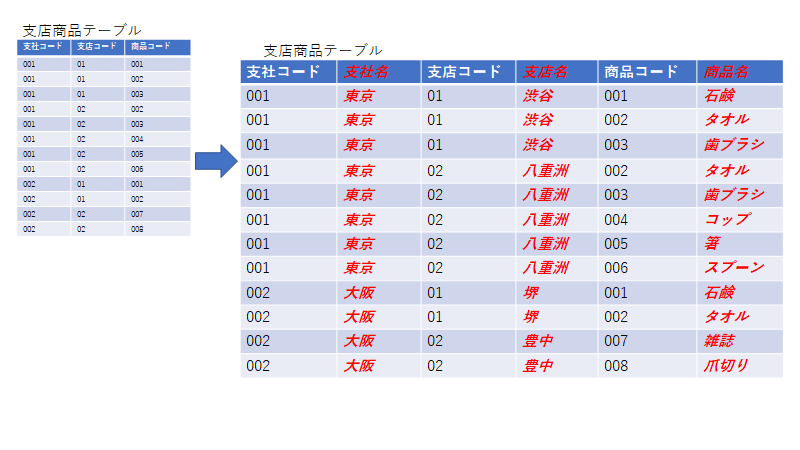 支店商品テーブル
支社コード 支店コード 商品コード
001 01 001
001 01 002
001 01 003
001 02 002
001 02 003
001 02 004
001 02 005
001 02 006
002 01 001
002 01 002
002 02 007
002 02 008
支店商品テーブル
支社コード 支社名 支店コード 支店名 商品コード 商品名
001 東京 01 渋谷 001 石鹸
001 東京 01 渋谷 002 タオル
001 東京 01 渋谷 003 歯ブラシ
001 東京 02 八重洲 002 タオル
001 東京 02 八重洲 003 歯ブラシ
001 東京 02 八重洲 004 コップ
001 東京 02 八重洲 005 箸
001 東京 02 八重洲 006 スプーン
002 大阪 01 堺 001 石鹸
002 大阪 01 堺 002 タオル
002 大阪 02 豊中 007 雑誌
002 大阪 02 豊中 008 爪切り